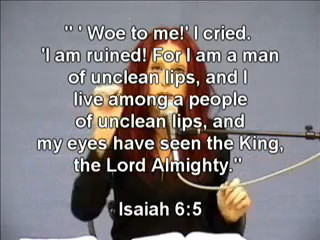 " ' Woe to me!' I cried.
'I am ruined! For I am a man
of unclean lips, and I
live among a people
of unclean lips, and
my eyes have seen the King,
the Lord Almighty."
Isaiah 6:5